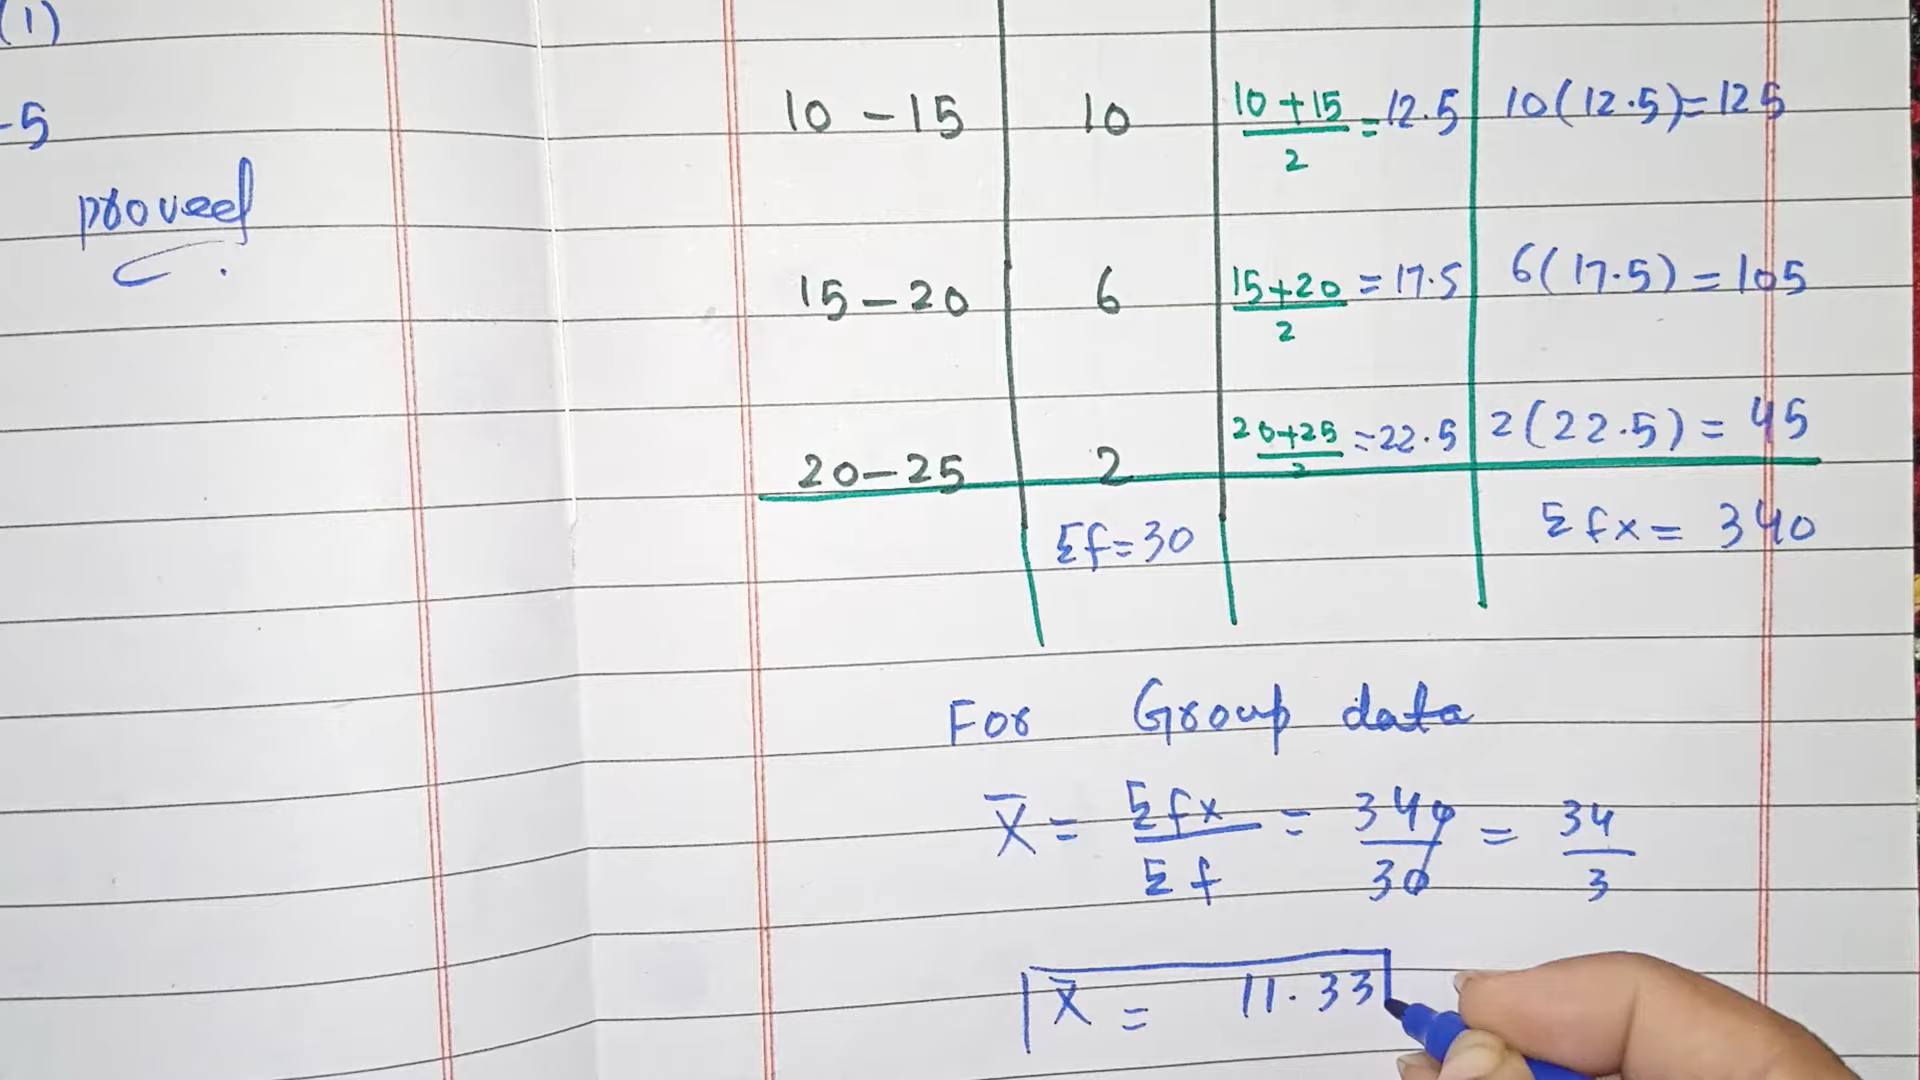 (1)
-5
proved
10 - 15 10 10+15/2 = 12.5 10(12.5)= 125
15 - 20 6 15+20/2 = 17.5 6(17.5) = 105
20 - 25 2 20+25/2 = 22.5 2(22.5) = 45
Σf = 30 Σfx = 340
For Group data
X̄ = Σfx/Σf = 340/30 = 34/3
X̄ = 11.33